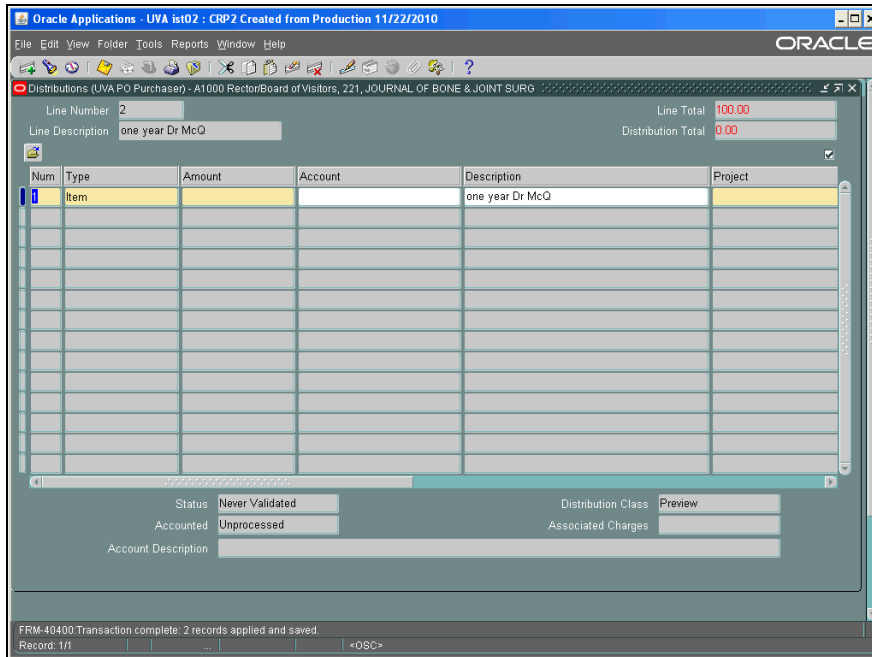 Oracle Applications - UVA ist02 : CRP2 Created from Production 11/22/2010
File Edit View Folder Tools Reports Window Help
ORACLE
Distributions (UVA PO Purchaser) - A1000 Rector/Board of Visitors, 221, JOURNAL OF BONE & JOINT SURG
Line Number 2 Line Total 100.00
Line Description one year Dr McQ Distribution Total 0.00
Num Type Amount Account Description Project
1 Item one year Dr McQ
Status Never Validated Distribution Class Preview
Accounted Unprocessed Associated Charges
Account Description
FRM-40400:Transaction complete: 2 records applied and saved.
Record: 1/1 ... <OSC>